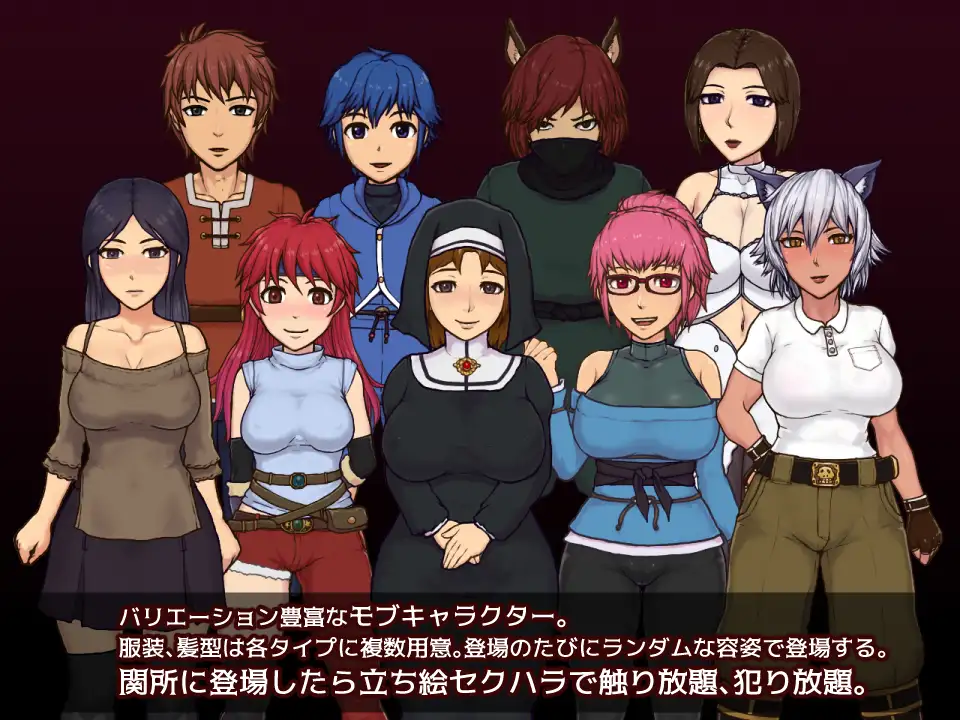 バリエーション豊富なモブキャラクター。
服装、髪型は各タイプに複数用意。登場のたびにランダムな容姿で登場する。
関所に登場したら立ち絵セクハラで触り放題、犯り放題。